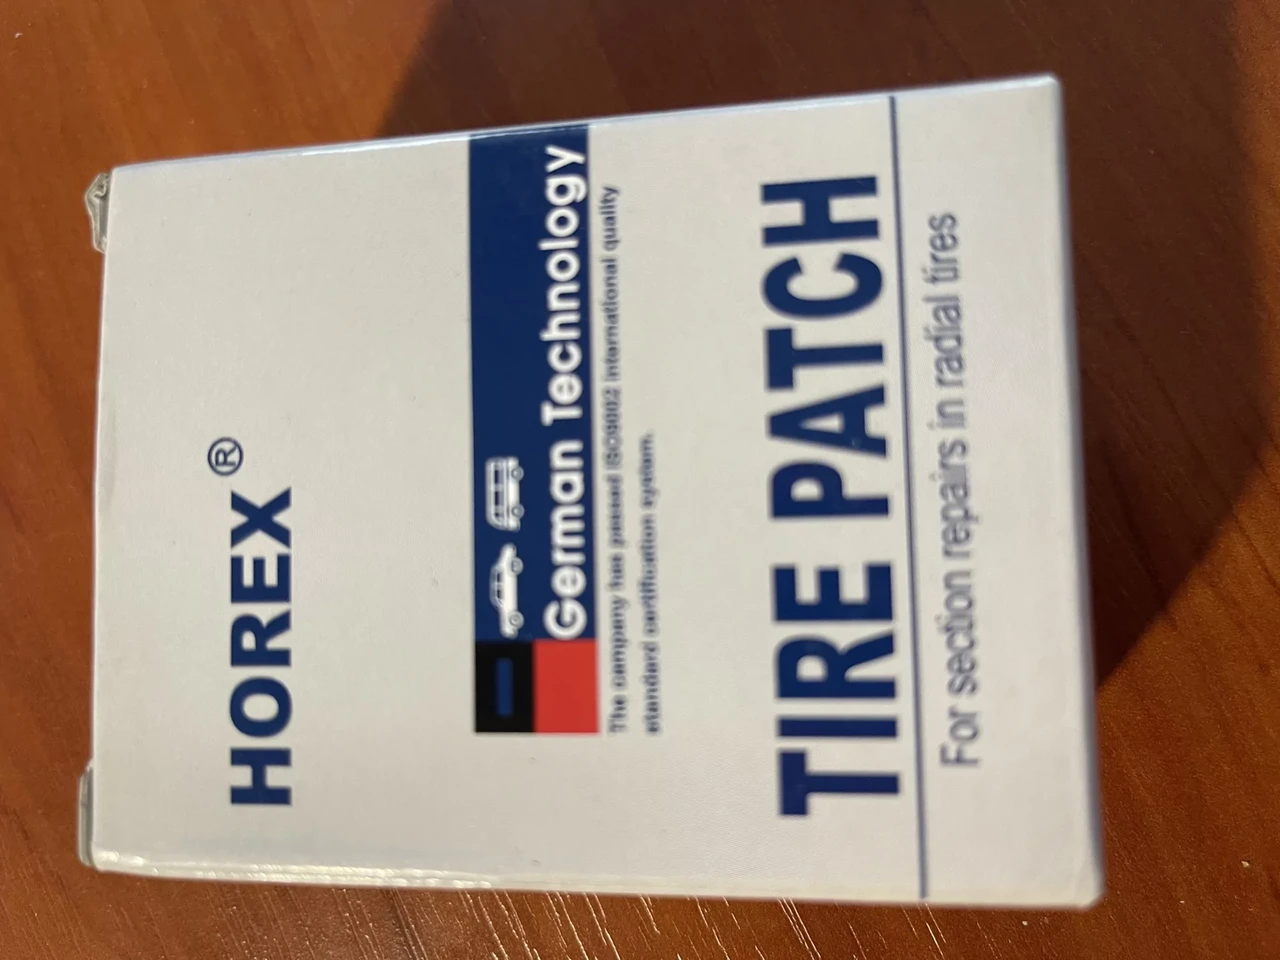 HOREX®
German Technology
The company has passed ISO9002 international quality
standard certification system.
TIRE PATCH
For section repairs in radial tires